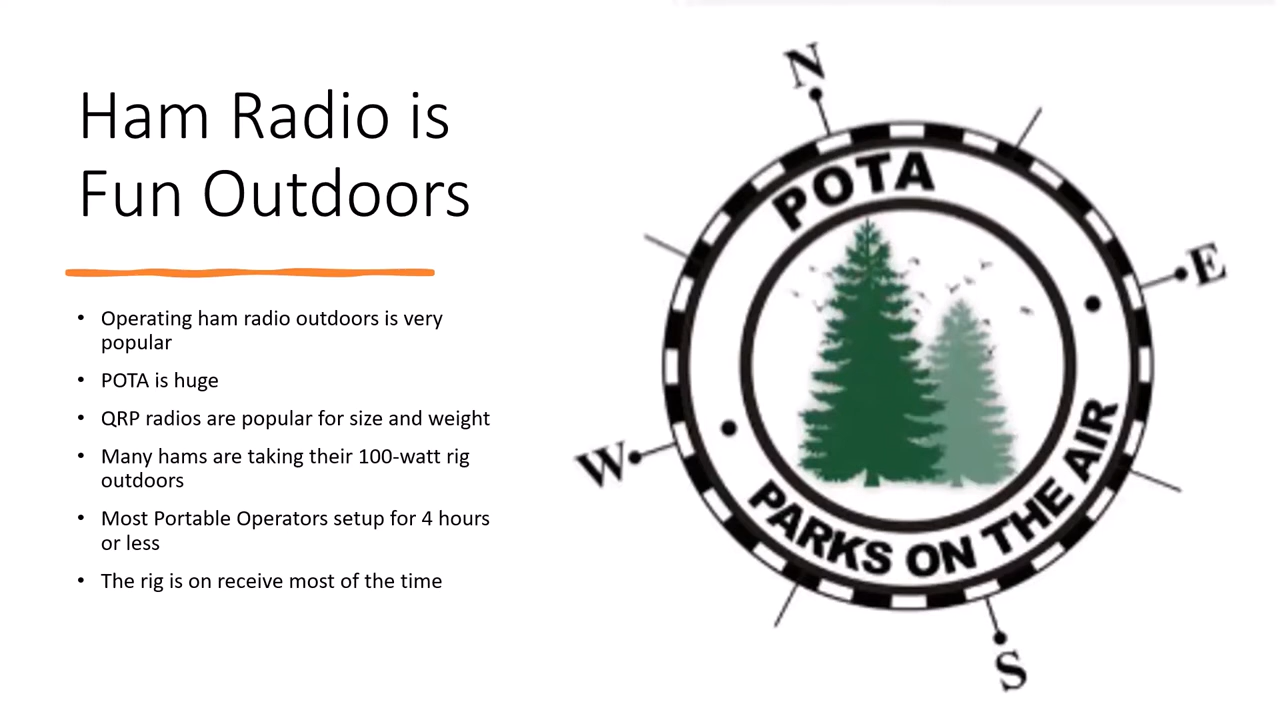 Ham Radio is
Fun Outdoors
• Operating ham radio outdoors is very
popular
• POTA is huge
• QRP radios are popular for size and weight
• Many hams are taking their 100-watt rig
outdoors
• Most Portable Operators setup for 4 hours
or less
• The rig is on receive most of the time
N
POTA
E
W
PARKS ON THE AIR
S